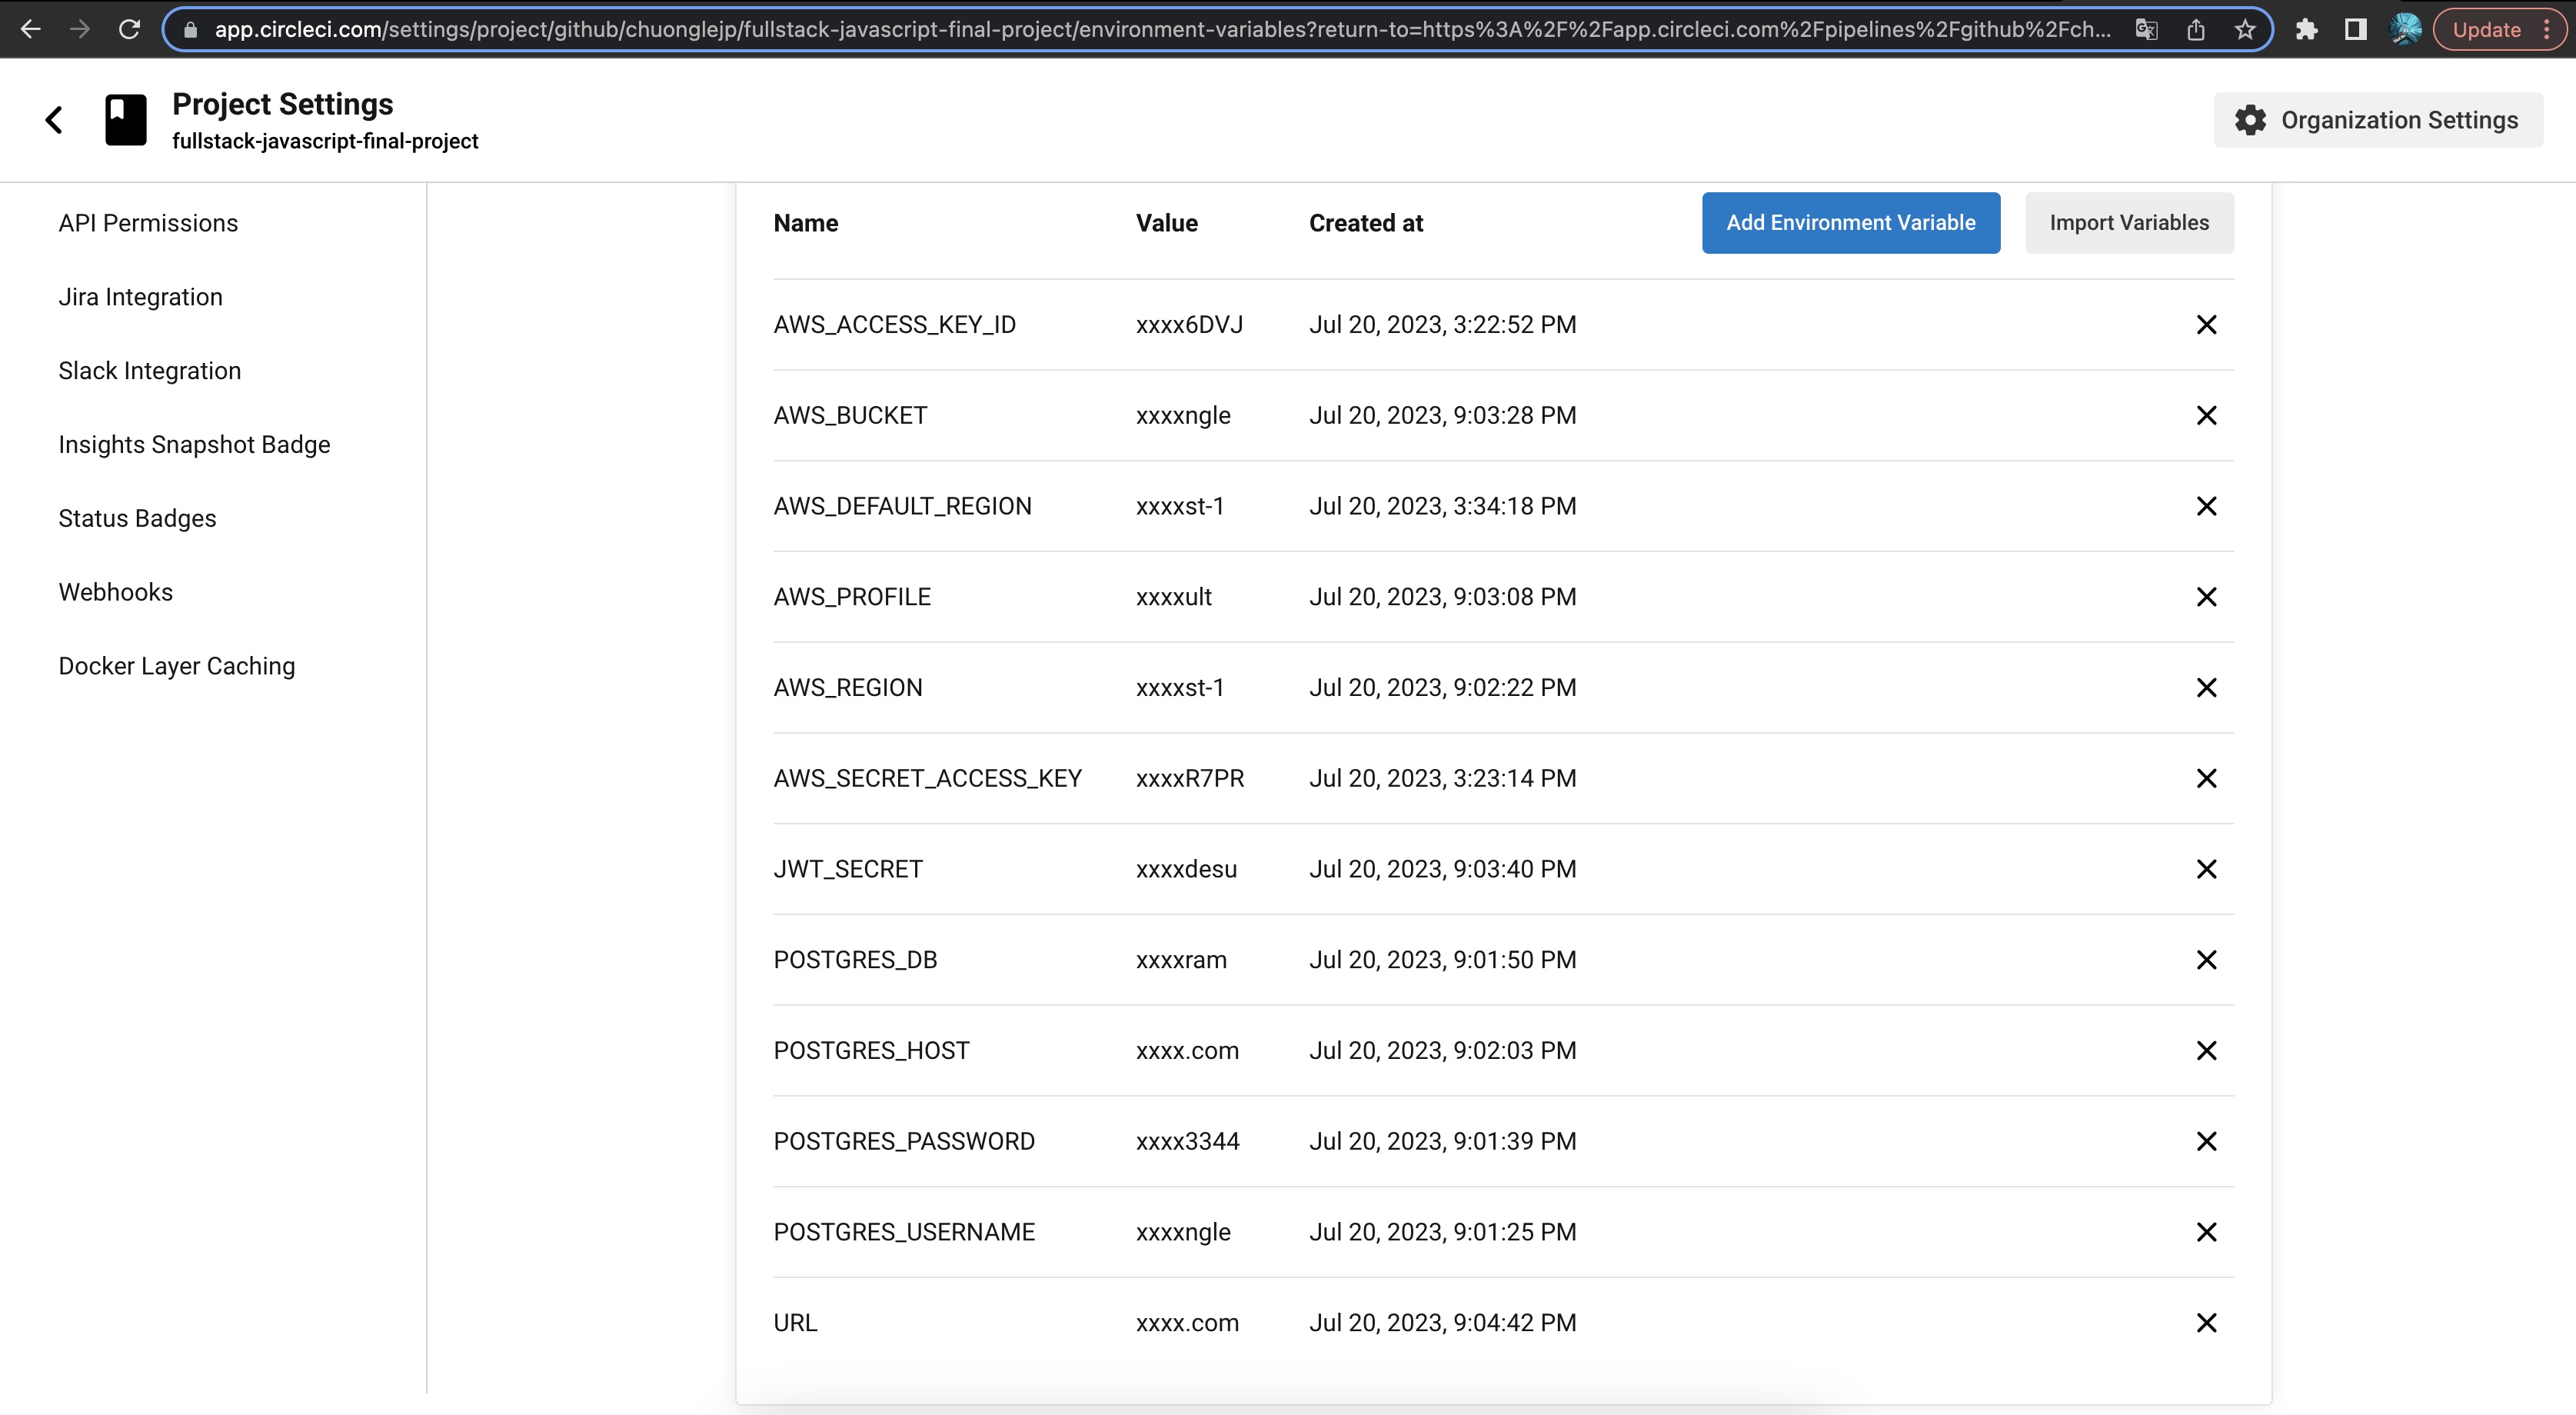 app.circleci.com/settings/project/github/chuonglejp/fullstack-javascript-final-project/environment-variables?return-to=https%3A%2F%2Fapp.circleci.com%2Fpipelines%2Fgithub%2Fch...
Update
Project Settings
fullstack-javascript-final-project
Organization Settings
API Permissions
Jira Integration
Slack Integration
Insights Snapshot Badge
Status Badges
Webhooks
Docker Layer Caching
Name Value Created at Add Environment Variable Import Variables
AWS_ACCESS_KEY_ID xxxx6DVJ Jul 20, 2023, 3:22:52 PM
AWS_BUCKET xxxxngle Jul 20, 2023, 9:03:28 PM
AWS_DEFAULT_REGION xxxxst-1 Jul 20, 2023, 3:34:18 PM
AWS_PROFILE xxxxult Jul 20, 2023, 9:03:08 PM
AWS_REGION xxxxst-1 Jul 20, 2023, 9:02:22 PM
AWS_SECRET_ACCESS_KEY xxxxR7PR Jul 20, 2023, 3:23:14 PM
JWT_SECRET xxxxdesu Jul 20, 2023, 9:03:40 PM
POSTGRES_DB xxxxram Jul 20, 2023, 9:01:50 PM
POSTGRES_HOST xxxx.com Jul 20, 2023, 9:02:03 PM
POSTGRES_PASSWORD xxxx3344 Jul 20, 2023, 9:01:39 PM
POSTGRES_USERNAME xxxxngle Jul 20, 2023, 9:01:25 PM
URL xxxx.com Jul 20, 2023, 9:04:42 PM